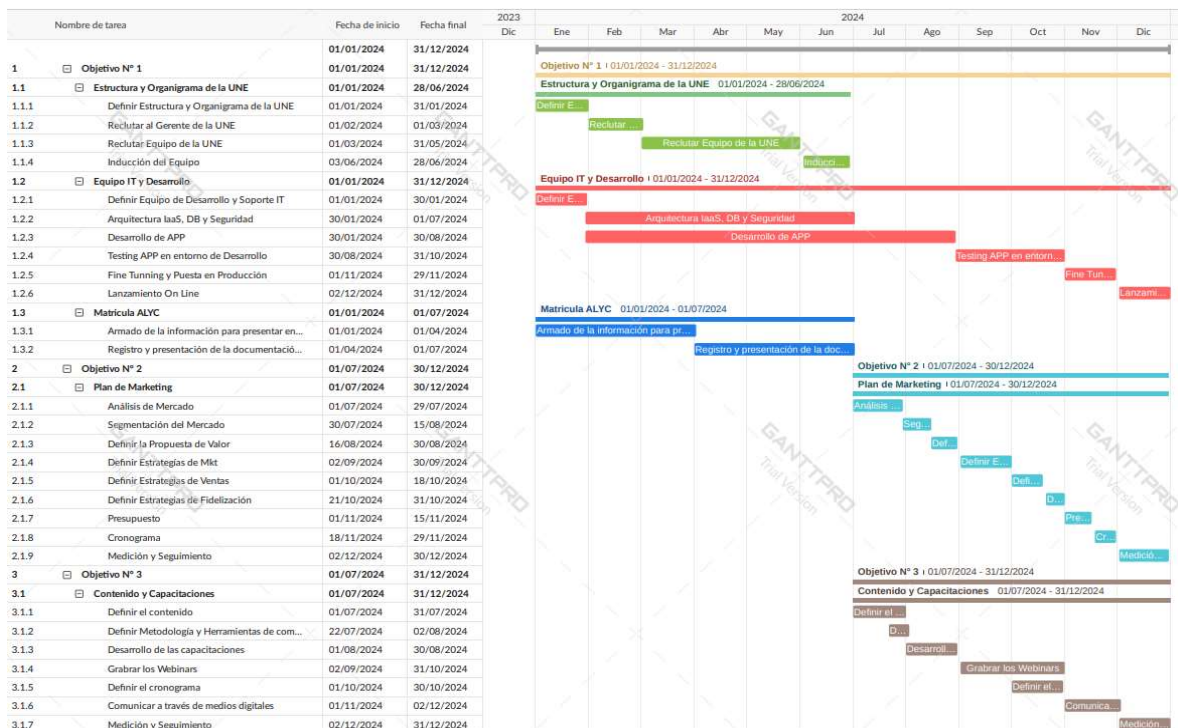 2023 2024
Nombre de tarea Fecha de inicio Fecha final Dic Ene Feb Mar Apr May Jun Jul Ago Sep Oct Nov Dic
01/01/2024 31/12/2024
1 Objetivo Nº 1 01/01/2024 31/12/2024 Objetivo Nº 1 01/01/2024 - 31/12/2024
1.1 Estructura y Organigrama de la UNE 01/01/2024 28/06/2024 Estructura y Organigrama de la UNE 01/01/2024 - 28/06/2024
1.1.1 Definir Estructura y Organigrama de la UNE 01/01/2024 31/01/2024 Definir E...
1.1.2 Reclutar al Gerente de la UNE 01/02/2024 01/03/2024 Reclutar ...
1.1.3 Reclutar Equipo de la UNE 01/03/2024 31/05/2024 Reclutar Equipo de la UNE
1.1.4 Inducción del Equipo 03/06/2024 28/06/2024 Inducci...
1.2 Equipo IT y Desarrollo 01/01/2024 31/12/2024 Equipo IT y Desarrollo 01/01/2024 - 31/12/2024
1.2.1 Definir Equipo de Desarrollo y Soporte IT 01/01/2024 30/01/2024 Definir E...
1.2.2 Arquitectura IaaS, DB y Seguridad 30/01/2024 01/07/2024 Arquitectura IaaS, DB y Seguridad
1.2.3 Desarrollo de APP 30/01/2024 30/08/2024 Desarrollo de APP
1.2.4 Testing APP en entorno de Desarrollo 30/08/2024 31/10/2024 Testing APP en entorn...
1.2.5 Fine Tunning y Puesta en Producción 01/11/2024 29/11/2024 Fine Tun...
1.2.6 Lanzamiento On Line 02/12/2024 31/12/2024 Lanzami...
1.3 Matricula ALYC 01/01/2024 01/07/2024 Matricula ALYC 01/01/2024 - 01/07/2024
1.3.1 Armado de la información para presentar en... 01/01/2024 01/04/2024 Armado de la información para pr...
1.3.2 Registro y presentación de la documentació... 01/04/2024 01/07/2024 Registro y presentación de la doc...
2 Objetivo Nº 2 01/07/2024 30/12/2024 Objetivo Nº 2 01/07/2024 - 30/12/2024
2.1 Plan de Marketing 01/07/2024 30/12/2024 Plan de Marketing 01/07/2024 - 30/12/2024
2.1.1 Análisis de Mercado 01/07/2024 29/07/2024 Análisis ...
2.1.2 Segmentación del Mercado 30/07/2024 15/08/2024 Seg...
2.1.3 Definir la Propuesta de Valor 16/08/2024 30/08/2024 Def...
2.1.4 Definir Estrategias de Mkt 02/09/2024 30/09/2024 Definir E...
2.1.5 Definir Estrategias de Ventas 01/10/2024 18/10/2024 Defi...
2.1.6 Definir Estrategias de Fidelización 21/10/2024 31/10/2024 D...
2.1.7 Presupuesto 01/11/2024 15/11/2024 Pre...
2.1.8 Cronograma 18/11/2024 29/11/2024 Cr...
2.1.9 Medición y Seguimiento 02/12/2024 30/12/2024 Medició...
3 Objetivo Nº 3 01/07/2024 31/12/2024 Objetivo Nº 3 01/07/2024 - 31/12/2024
3.1 Contenido y Capacitaciones 01/07/2024 31/12/2024 Contenido y Capacitaciones 01/07/2024 - 31/12/2024
3.1.1 Definir el contenido 01/07/2024 31/07/2024 Definir el ...
3.1.2 Definir Metodología y Herramientas de com... 22/07/2024 02/08/2024 D...
3.1.3 Desarrollo de las capacitaciones 01/08/2024 30/08/2024 Desarroll...
3.1.4 Grabrar los Webinars 02/09/2024 31/10/2024 Grabrar los Webinars
3.1.5 Definir el cronograma 01/10/2024 30/10/2024 Definir el...
3.1.6 Comunicar a través de medios digitales 01/11/2024 02/12/2024 Comunica...
3.1.7 Medición y Seguimiento 02/12/2024 31/12/2024 Medición...
GANTTPRO
Trial Version